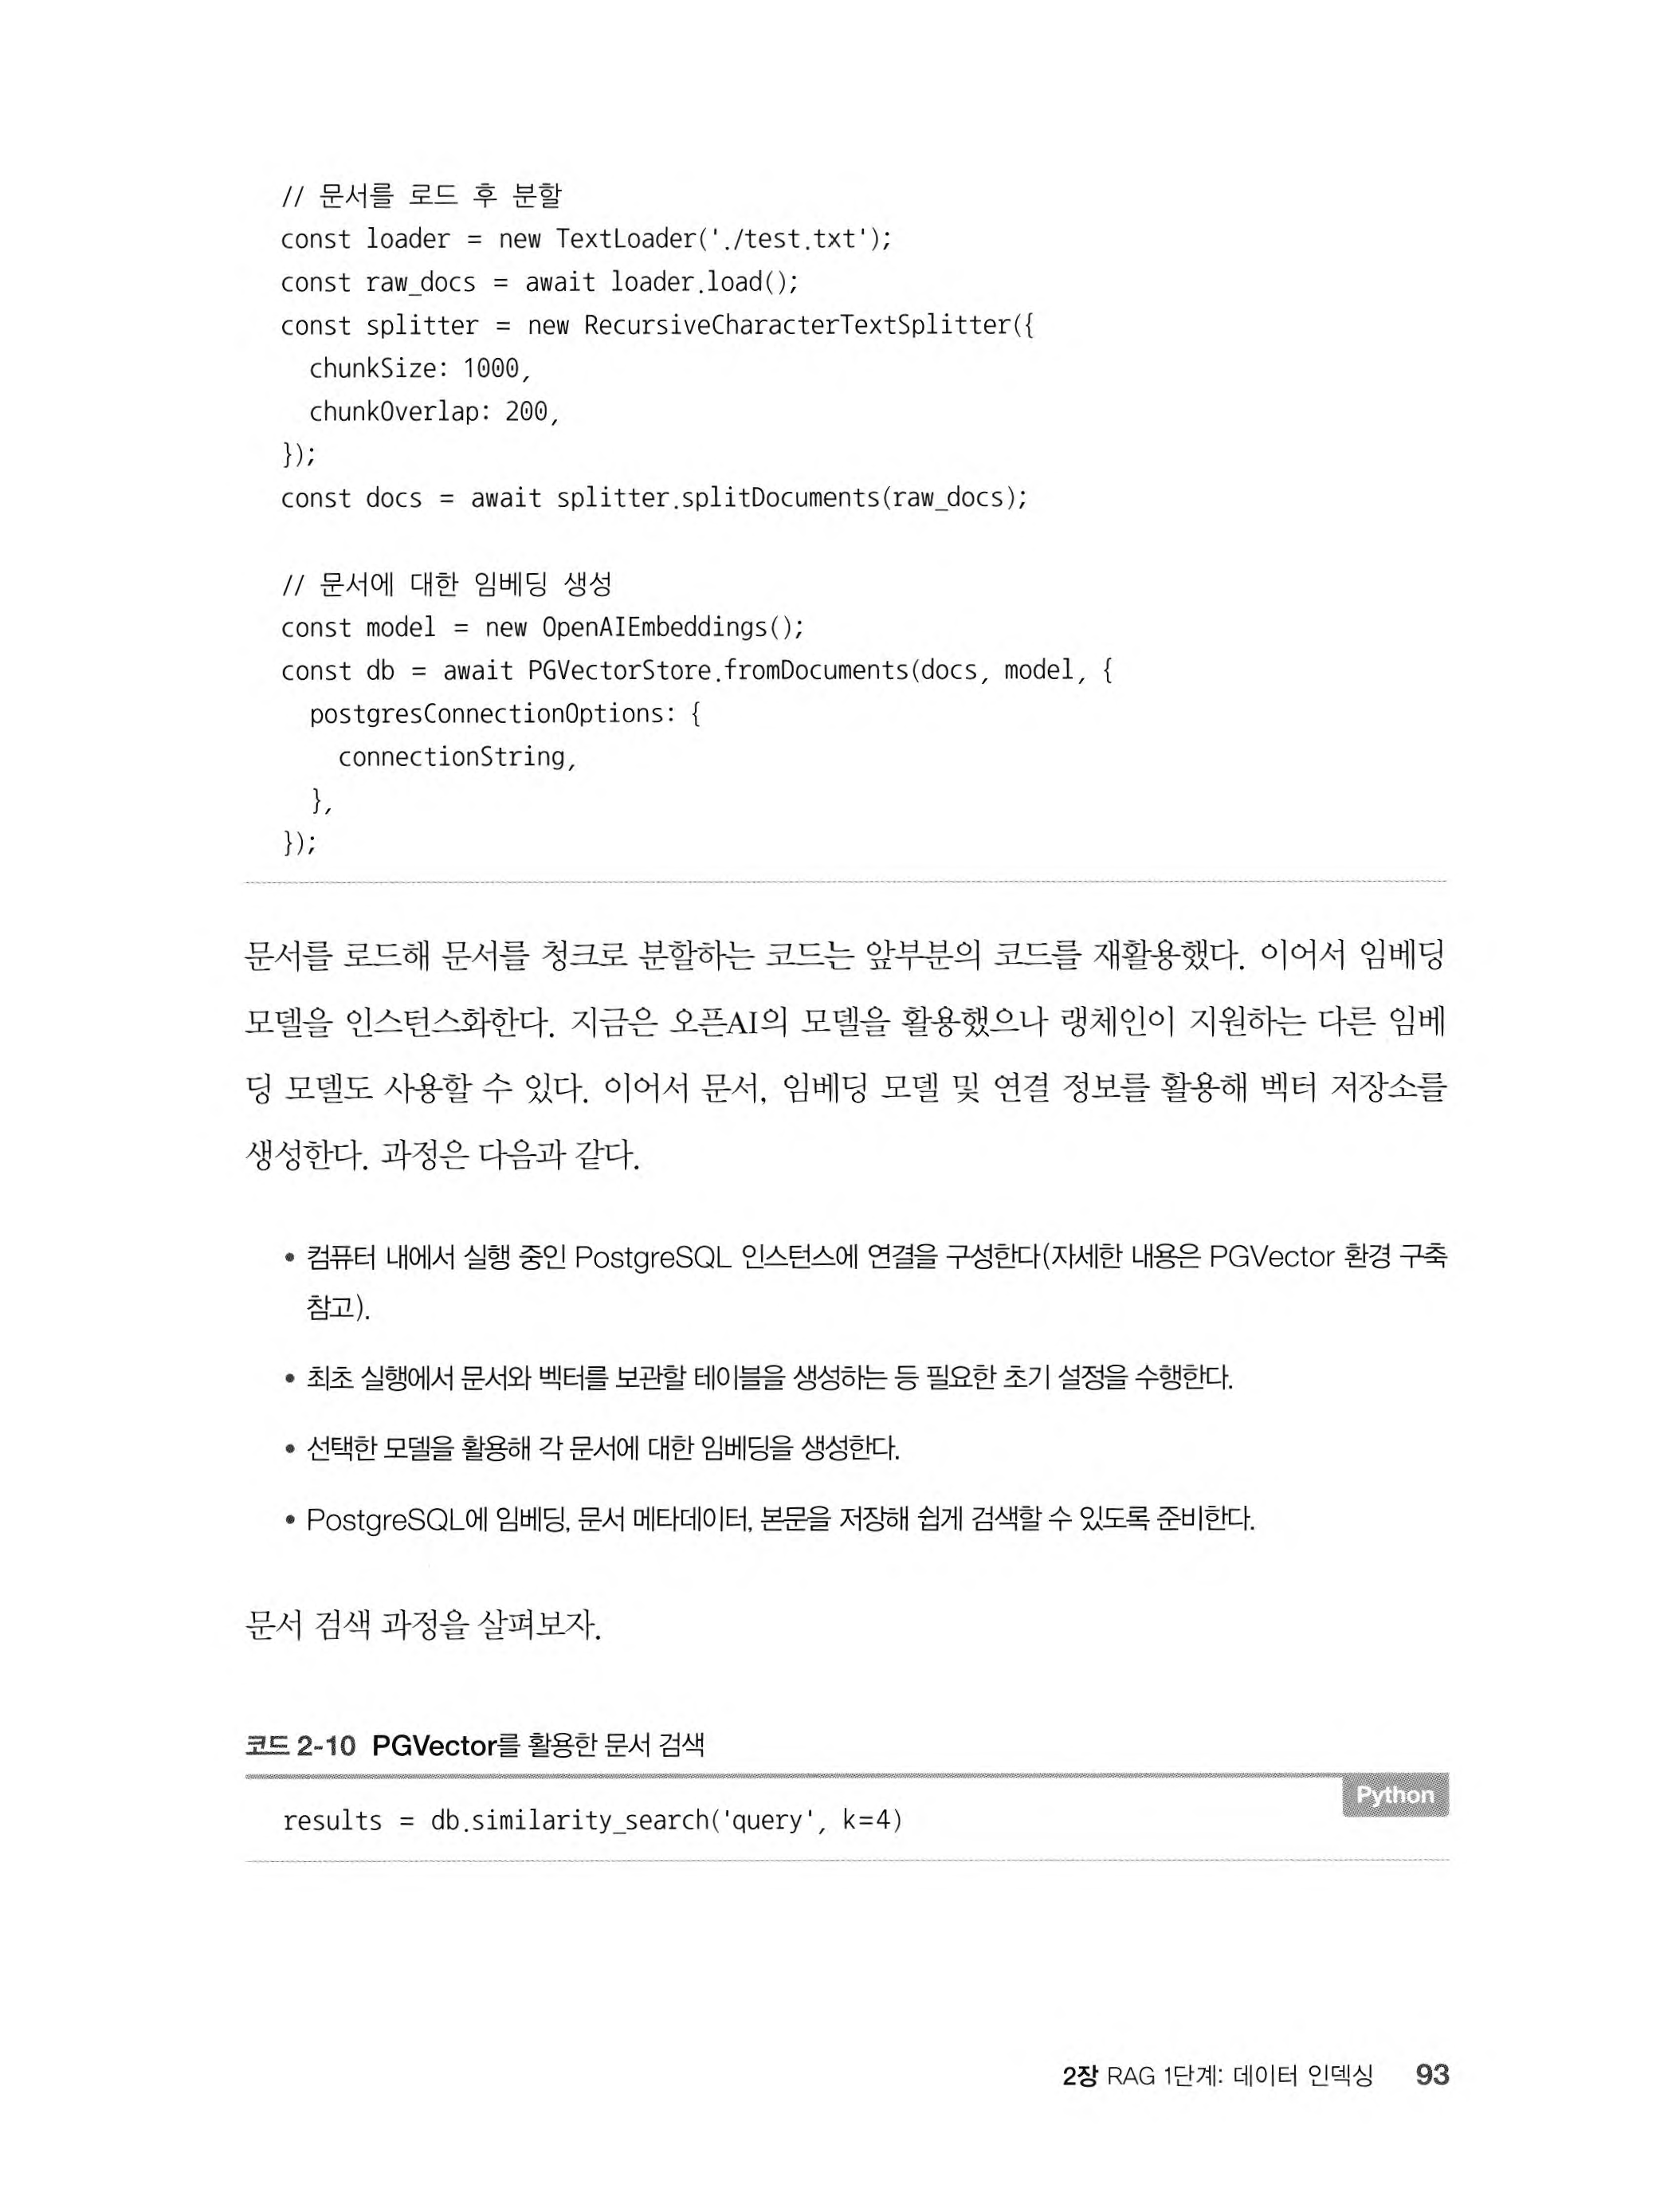 // 문서를 로드 후 분할
const loader = new TextLoader('./test.txt');
const raw_docs = await loader.load();
const splitter = new RecursiveCharacterTextSplitter({
  chunkSize: 1000,
  chunkOverlap: 200,
});
const docs = await splitter.splitDocuments(raw_docs);

// 문서에 대한 임베딩 생성
const model = new OpenAIEmbeddings();
const db = await PGVectorStore.fromDocuments(docs, model, {
  postgresConnectionOptions: {
    connectionString,
  },
});
문서를 로드해 문서를 청크로 분할하는 코드는 앞부분의 코드를 재활용했다. 이어서 임베딩
모델을 인스턴스화한다. 지금은 오픈AI의 모델을 활용했으나 랭체인이 지원하는 다른 임베
딩 모델도 사용할 수 있다. 이어서 문서, 임베딩 모델 및 연결 정보를 활용해 벡터 저장소를
생성한다. 과정은 다음과 같다.
• 컴퓨터 내에서 실행 중인 PostgreSQL 인스턴스에 연결을 구성한다(자세한 내용은 PGVector 환경 구축
참고).
• 최초 실행에서 문서와 벡터를 보관할 테이블을 생성하는 등 필요한 초기 설정을 수행한다.
• 선택한 모델을 활용해 각 문서에 대한 임베딩을 생성한다.
• PostgreSQL에 임베딩, 문서 메타데이터, 본문을 저장해 쉽게 검색할 수 있도록 준비한다.
문서 검색 과정을 살펴보자.
코드 2-10 PGVector를 활용한 문서 검색
Python
results = db.similarity_search('query', k=4)
2장 RAG 1단계: 데이터 인덱싱 93